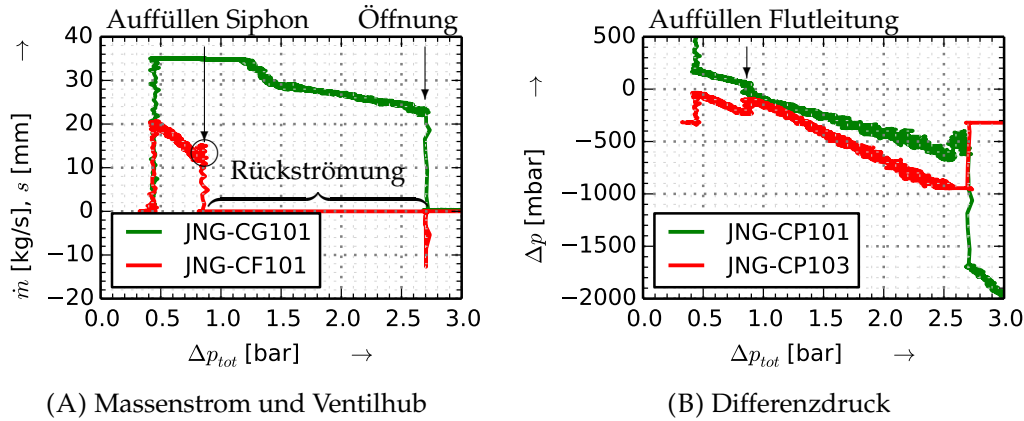 Auffüllen Siphon Öffnung
40
30
20
10
0
−10
−20
ṁ [kg/s], s [mm] →
Rückströmung
JNG-CG101
JNG-CF101
0.0 0.5 1.0 1.5 2.0 2.5 3.0
Δp_tot [bar] →
(A) Massenstrom und Ventilhub
Auffüllen Flutleitung
500
0
−500
−1000
−1500
−2000
Δp [mbar] →
JNG-CP101
JNG-CP103
0.0 0.5 1.0 1.5 2.0 2.5 3.0
Δp_tot [bar] →
(B) Differenzdruck